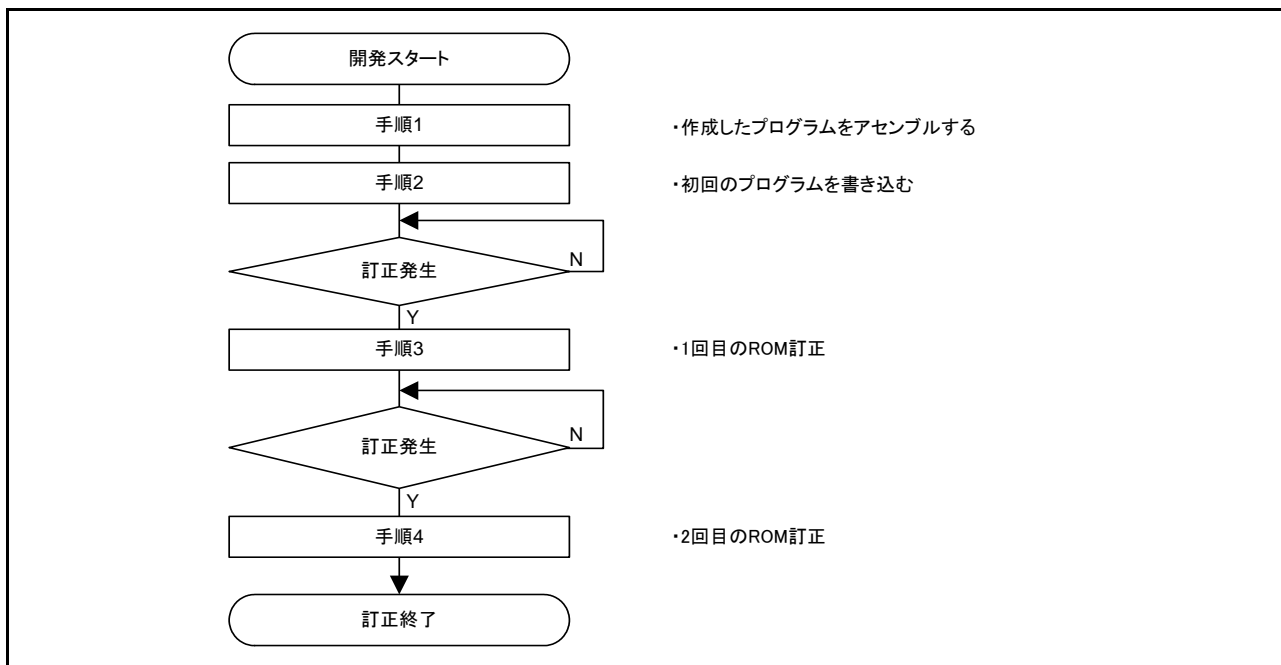 開発スタート
手順1
・作成したプログラムをアセンブルする
手順2
・初回のプログラムを書き込む
訂正発生
N
Y
手順3
・1回目のROM訂正
訂正発生
N
Y
手順4
・2回目のROM訂正
訂正終了